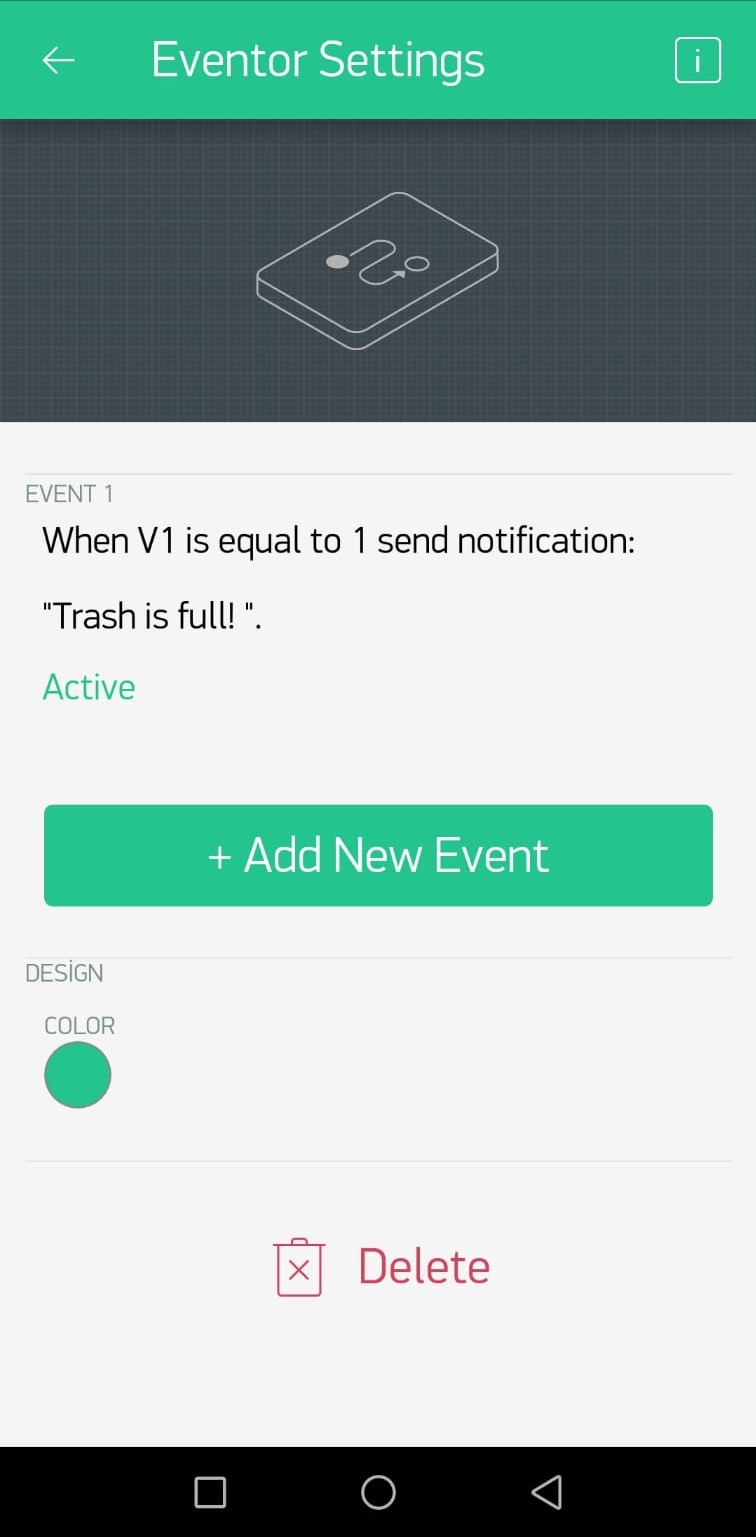 Eventor Settings
i
EVENT 1
When V1 is equal to 1 send notification:
"Trash is full! ".
Active
+ Add New Event
DESİGN
COLOR
Delete